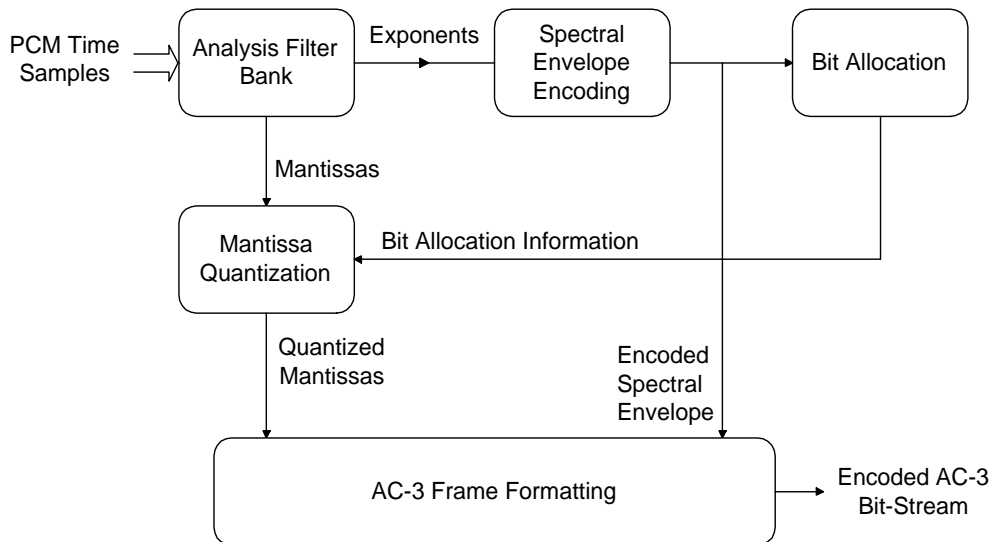 PCM Time
Samples
Analysis Filter
Bank
Exponents
Spectral
Envelope
Encoding
Bit Allocation
Mantissas
Mantissa
Quantization
Bit Allocation Information
Quantized
Mantissas
Encoded
Spectral
Envelope
AC-3 Frame Formatting
Encoded AC-3
Bit-Stream